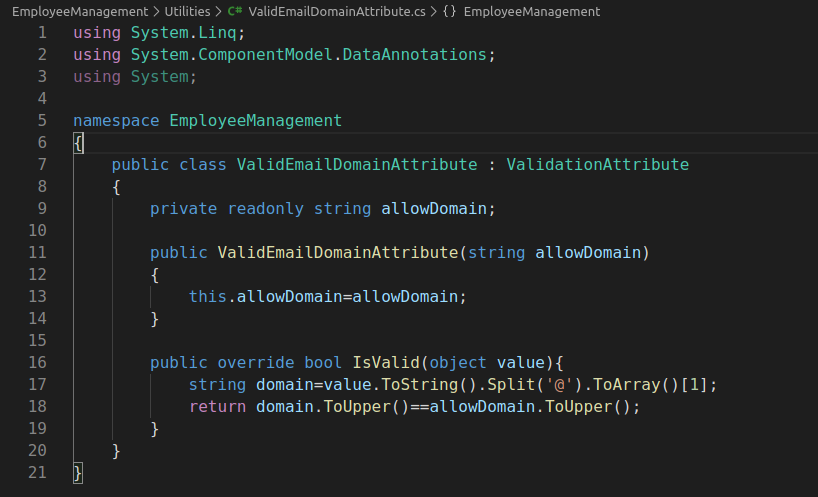 EmployeeManagement > Utilities > C# ValidEmailDomainAttribute.cs > {} EmployeeManagement
1 using System.Linq;
2 using System.ComponentModel.DataAnnotations;
3 using System;
4
5 namespace EmployeeManagement
6 {
7     public class ValidEmailDomainAttribute : ValidationAttribute
8     {
9         private readonly string allowDomain;
10
11         public ValidEmailDomainAttribute(string allowDomain)
12         {
13             this.allowDomain=allowDomain;
14         }
15
16         public override bool IsValid(object value){
17             string domain=value.ToString().Split('@').ToArray()[1];
18             return domain.ToUpper()==allowDomain.ToUpper();
19         }
20     }
21 }